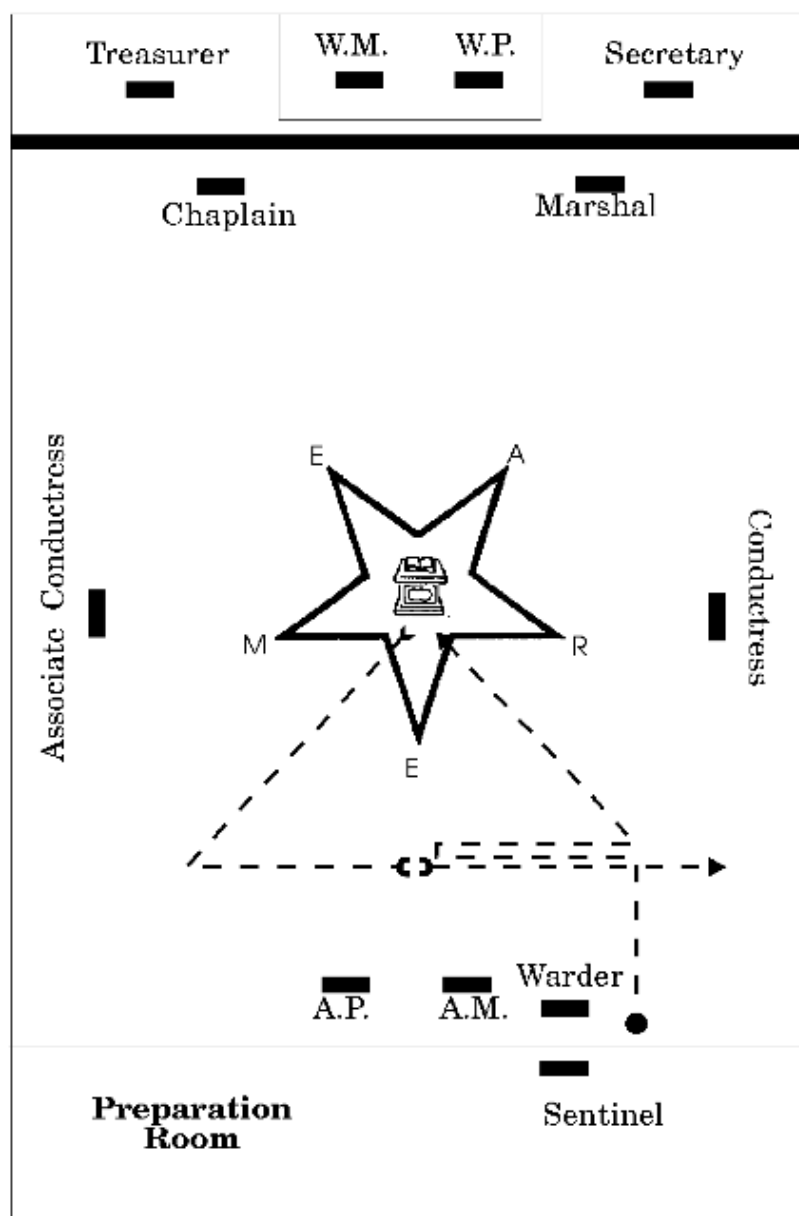 Treasurer
W.M.
W.P.
Secretary
Chaplain
Marshal
E
A
Associate Conductress
Conductress
M
R
E
A.P.
A.M.
Warder
Preparation
Room
Sentinel